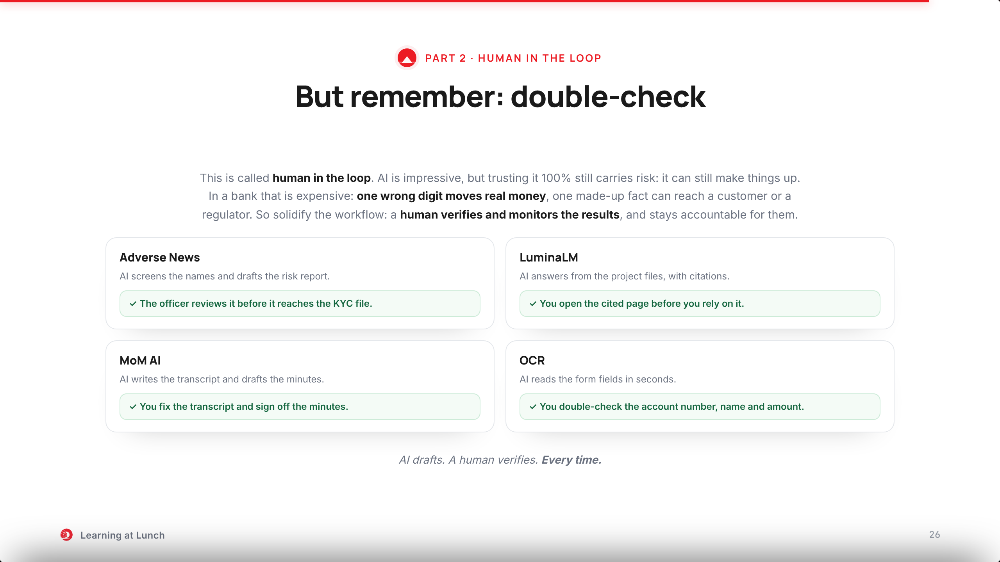 PART 2 · HUMAN IN THE LOOP
But remember: double-check
This is called human in the loop. AI is impressive, but trusting it 100% still carries risk: it can still make things up.
In a bank that is expensive: one wrong digit moves real money, one made-up fact can reach a customer or a
regulator. So solidify the workflow: a human verifies and monitors the results, and stays accountable for them.
Adverse News
AI screens the names and drafts the risk report.
✓ The officer reviews it before it reaches the KYC file.
LuminaLM
AI answers from the project files, with citations.
✓ You open the cited page before you rely on it.
MoM AI
AI writes the transcript and drafts the minutes.
✓ You fix the transcript and sign off the minutes.
OCR
AI reads the form fields in seconds.
✓ You double-check the account number, name and amount.
AI drafts. A human verifies. Every time.
Learning at Lunch
26